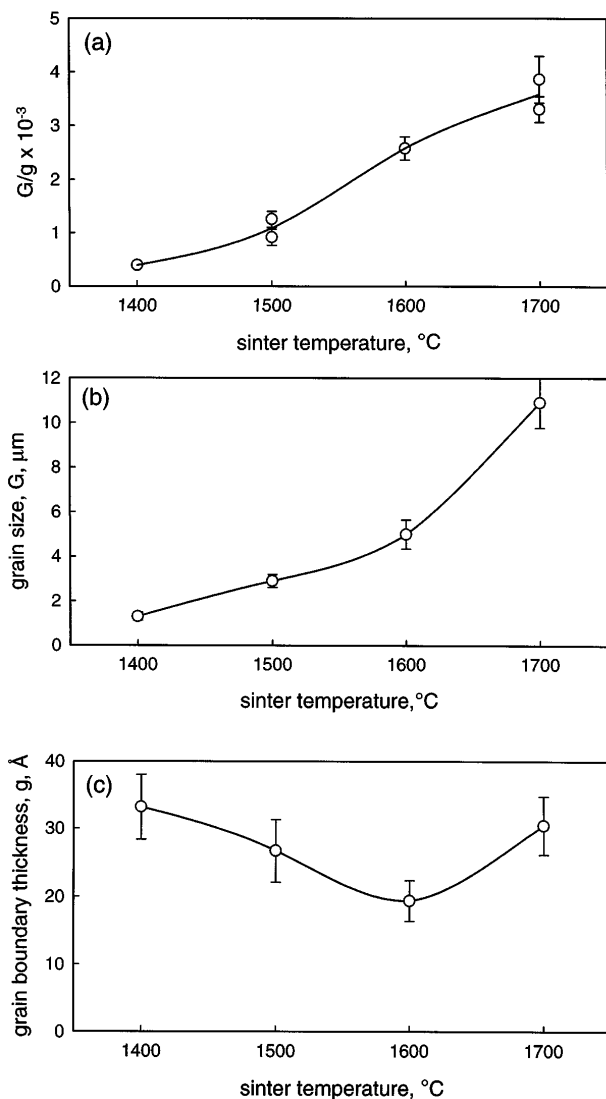 (a)
G/g x 10⁻³
5
4
3
2
1
0
1400 1500 1600 1700
sinter temperature, °C
(b)
grain size, G, μm
12
10
8
6
4
2
0
1400 1500 1600 1700
sinter temperature,°C
(c)
grain boundary thickness, g, Å
40
30
20
10
0
1400 1500 1600 1700
sinter temperature, °C